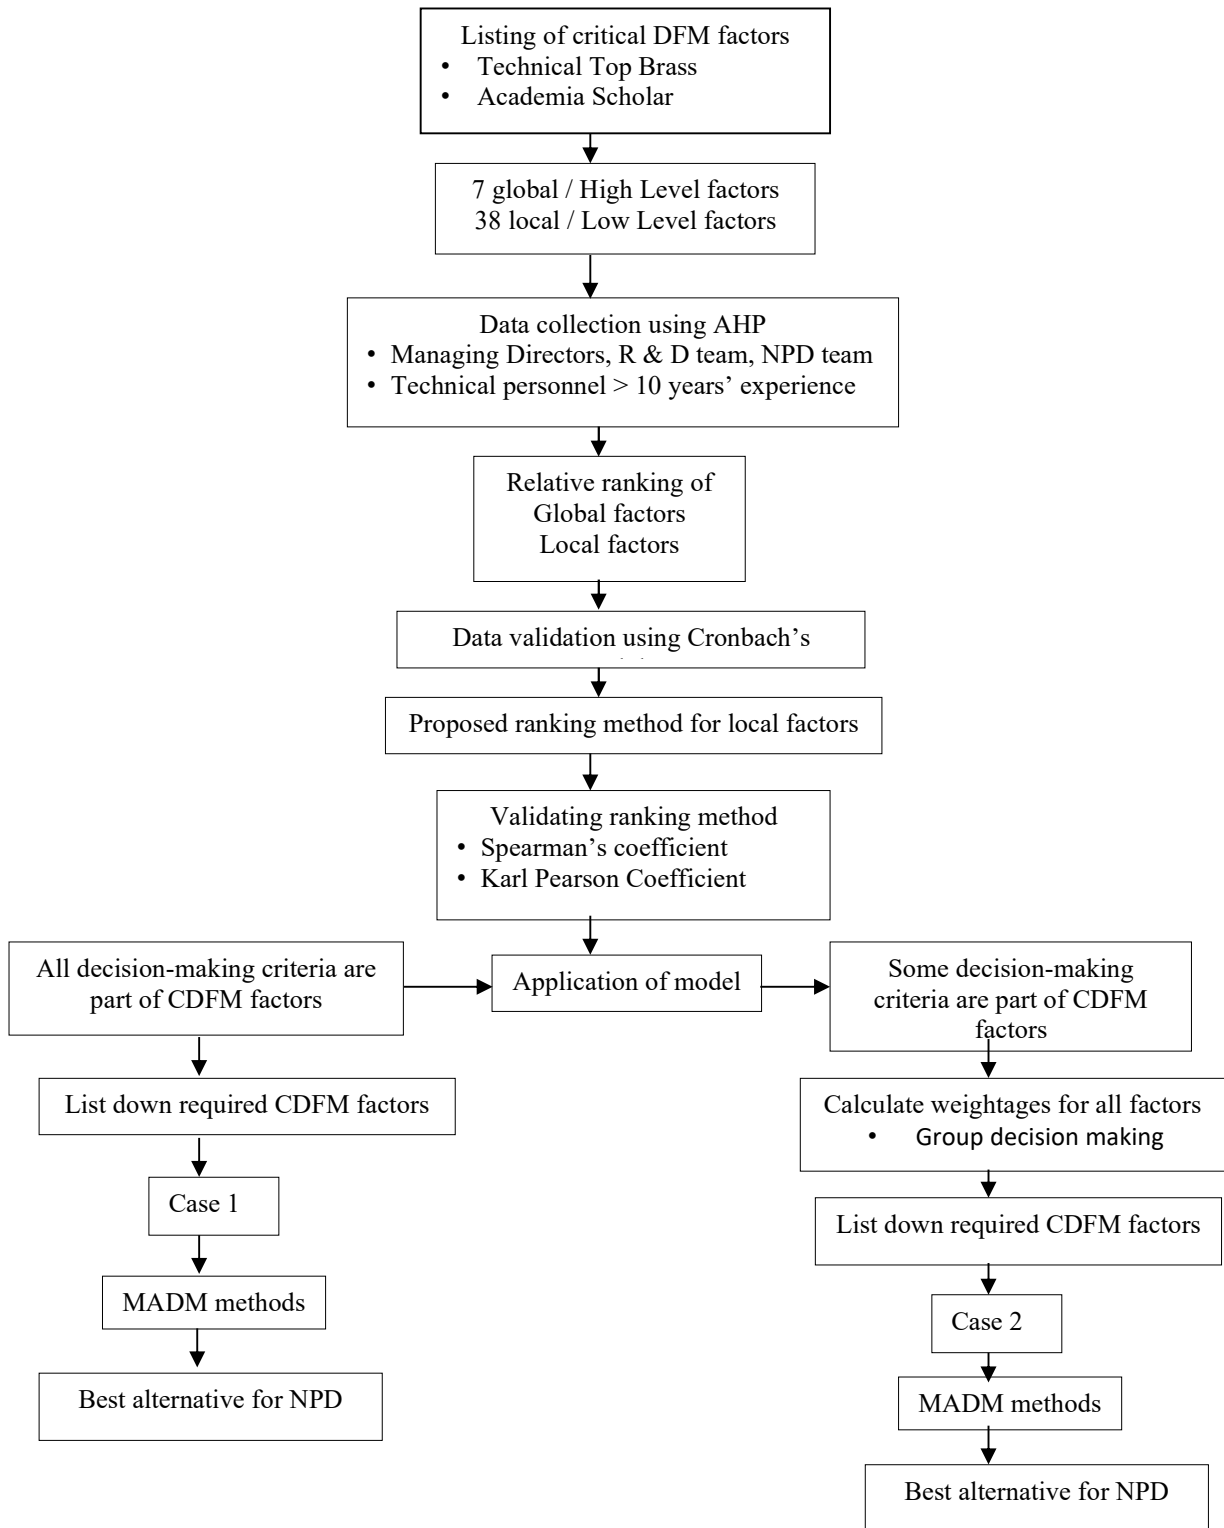 Listing of critical DFM factors
• Technical Top Brass
• Academia Scholar
7 global / High Level factors
38 local / Low Level factors
Data collection using AHP
• Managing Directors, R & D team, NPD team
• Technical personnel > 10 years’ experience
Relative ranking of
Global factors
Local factors
Data validation using Cronbach’s
Proposed ranking method for local factors
Validating ranking method
• Spearman’s coefficient
• Karl Pearson Coefficient
Application of model
All decision-making criteria are
part of CDFM factors
List down required CDFM factors
Case 1
MADM methods
Best alternative for NPD
Some decision-making
criteria are part of CDFM
factors
Calculate weightages for all factors
• Group decision making
List down required CDFM factors
Case 2
MADM methods
Best alternative for NPD